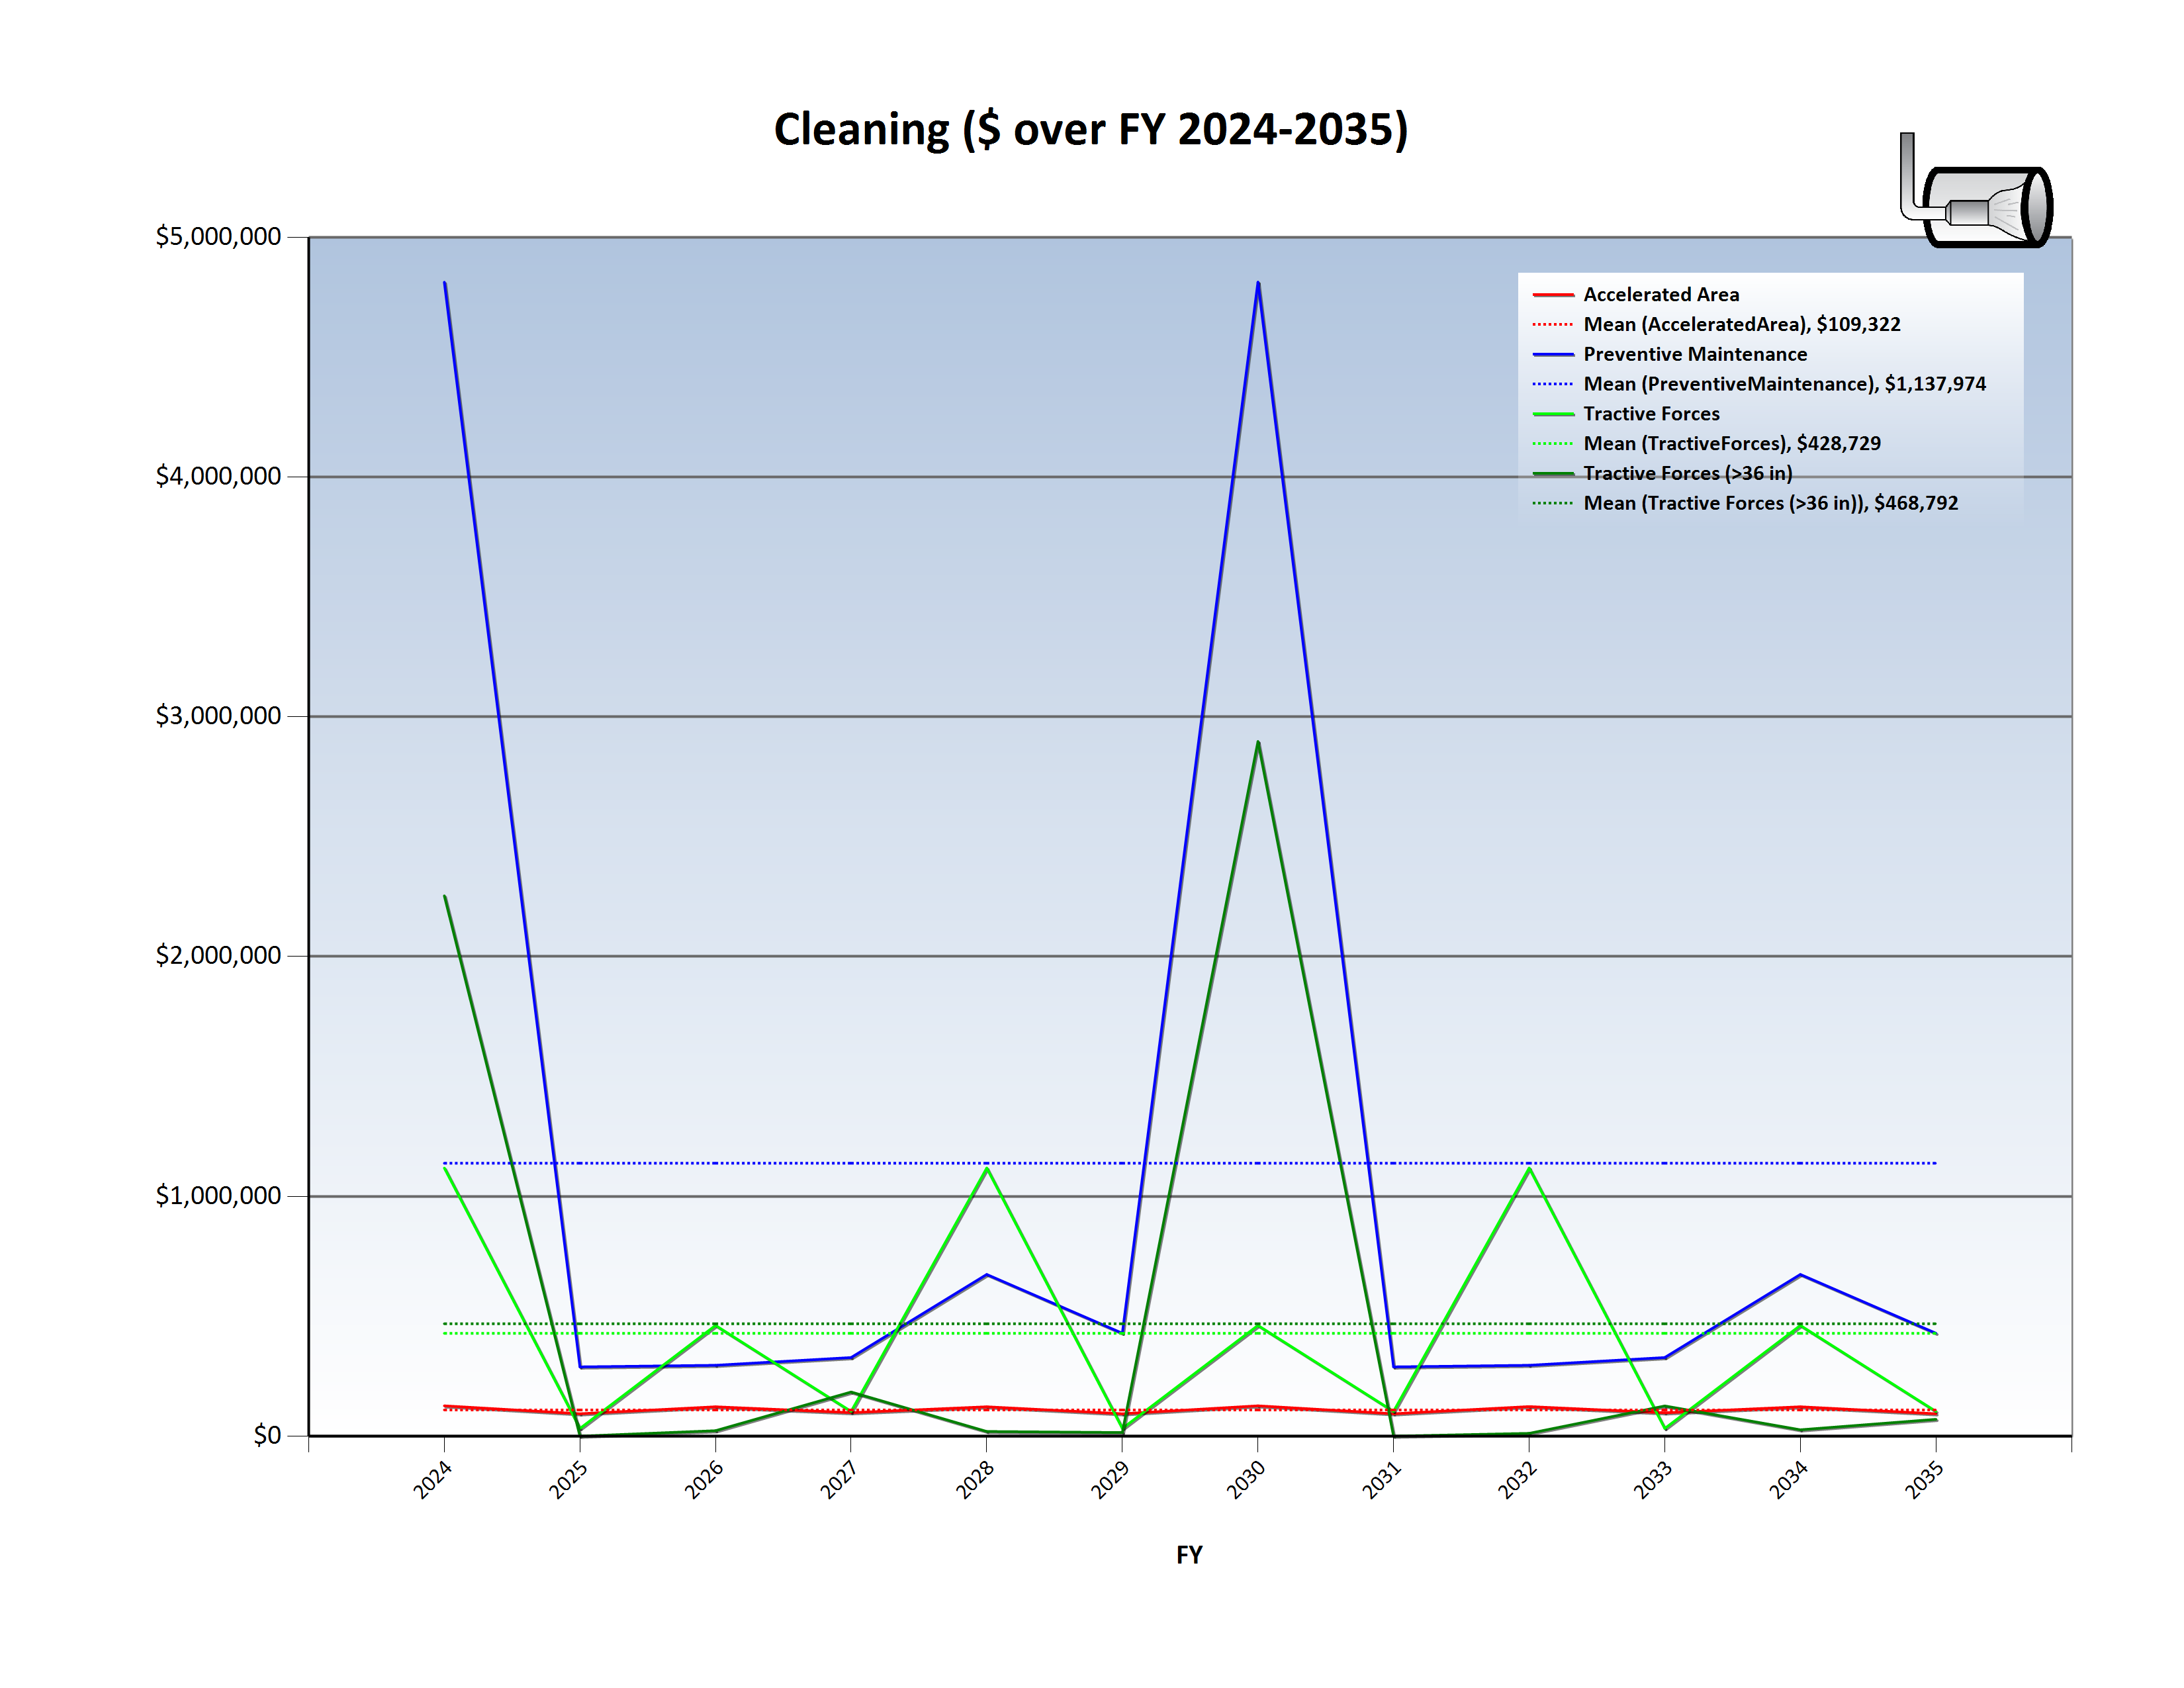 Cleaning ($ over FY 2024-2035)
$5,000,000
$4,000,000
$3,000,000
$2,000,000
$1,000,000
$0
Accelerated Area
Mean (AcceleratedArea), $109,322
Preventive Maintenance
Mean (PreventiveMaintenance), $1,137,974
Tractive Forces
Mean (TractiveForces), $428,729
Tractive Forces (>36 in)
Mean (Tractive Forces (>36 in)), $468,792
2024
2025
2026
2027
2028
2029
2030
2031
2032
2033
2034
2035
FY